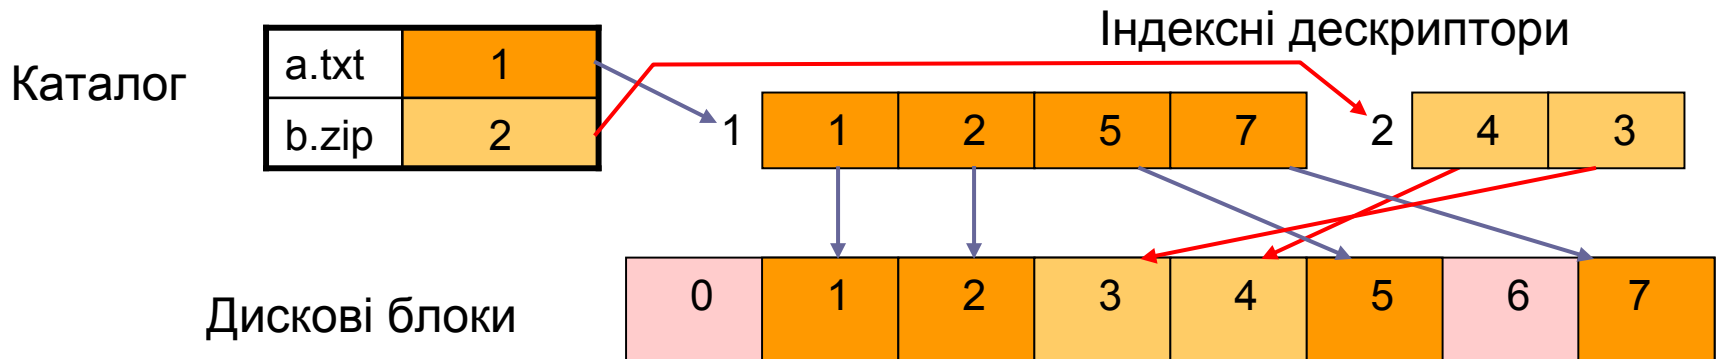 Індексні дескриптори
Каталог
a.txt 1
b.zip 2
1 1 2 5 7
2 4 3
Дискові блоки
0 1 2 3 4 5 6 7